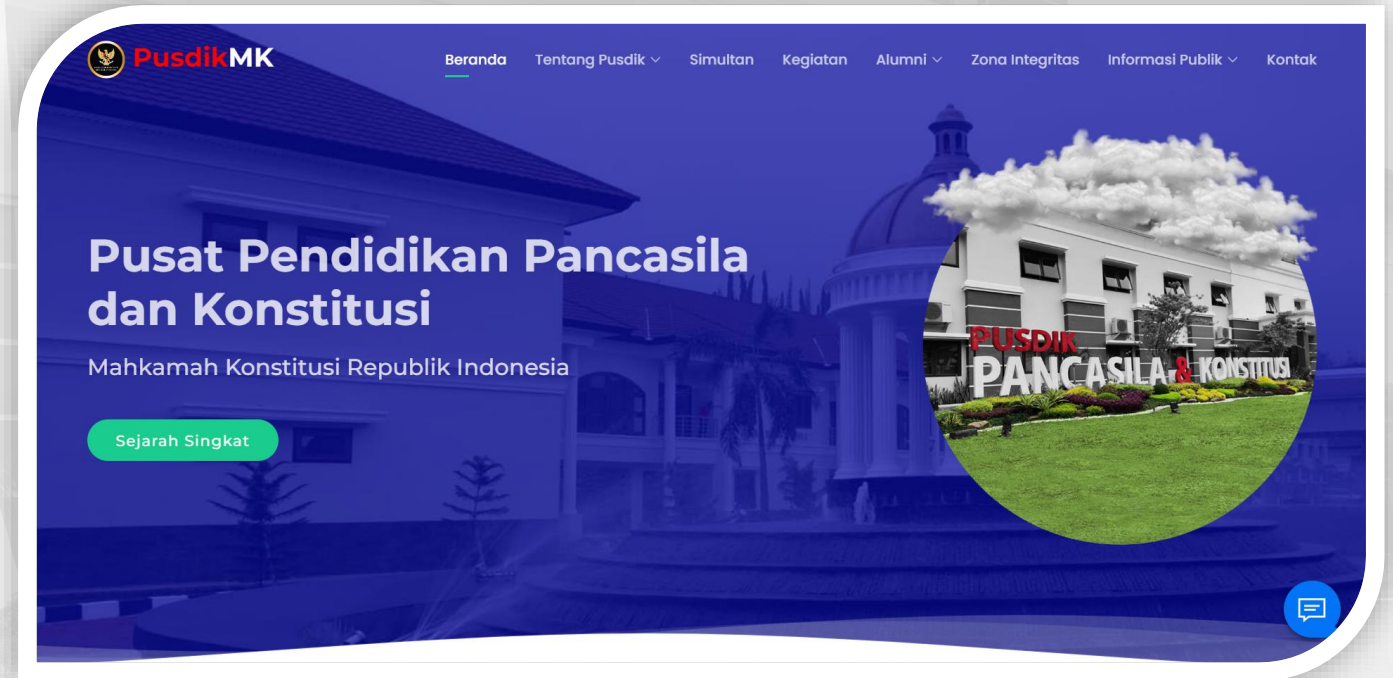 PusdikMK
Beranda Tentang Pusdik Simultan Kegiatan Alumni Zona Integritas Informasi Publik Kontak
Pusat Pendidikan Pancasila
dan Konstitusi
Mahkamah Konstitusi Republik Indonesia
Sejarah Singkat
PUSDIK
PANCASILA & KONSTITUSI